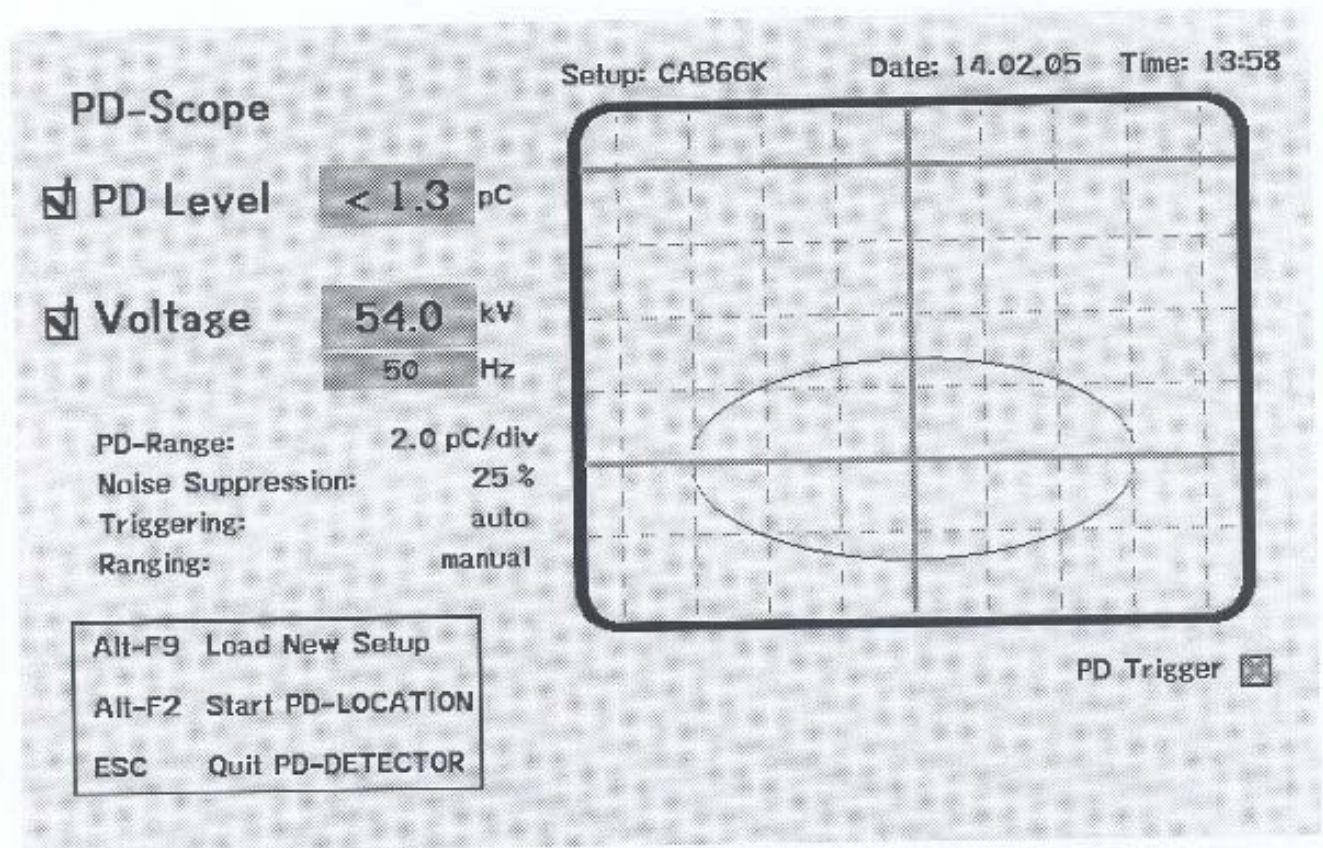 Setup: CAB66K Date: 14.02.05 Time: 13:58
PD-Scope
PD Level < 1.3 pC
Voltage 54.0 kV
50 Hz
PD-Range: 2.0 pC/div
Noise Suppression: 25 %
Triggering: auto
Ranging: manual
Alt-F9 Load New Setup
Alt-F2 Start PD-LOCATION
ESC Quit PD-DETECTOR
PD Trigger